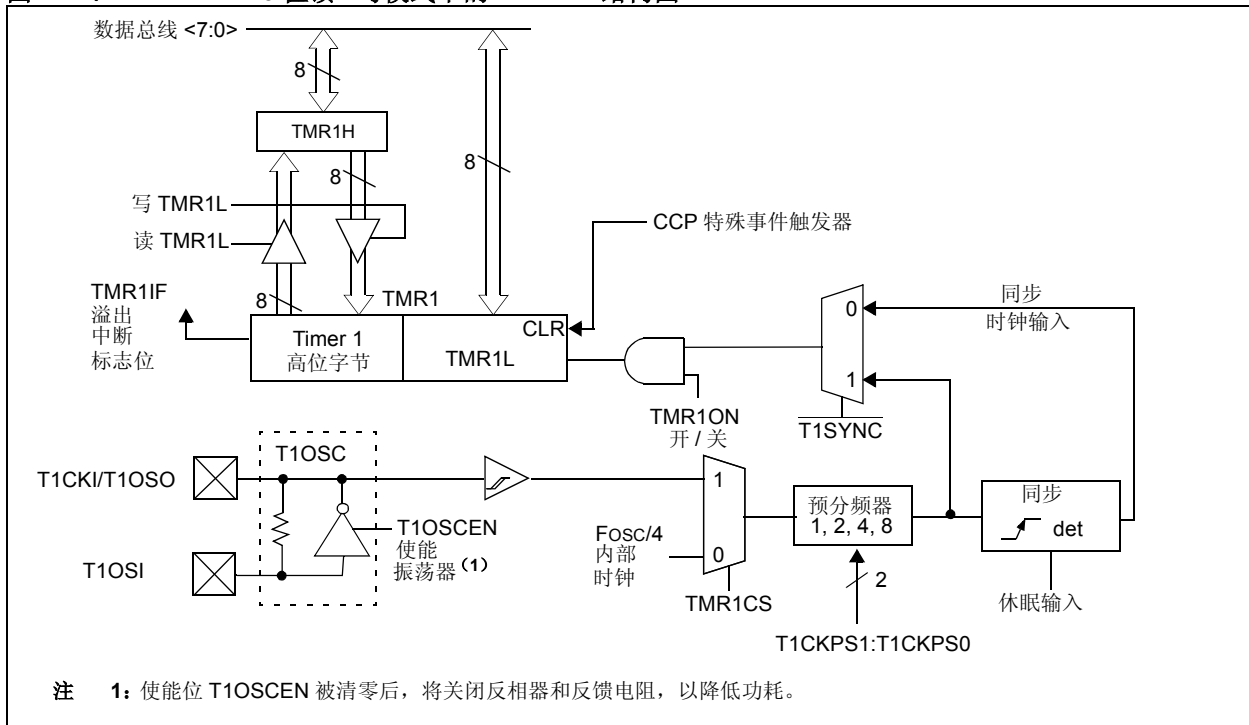 数据总线 <7:0>
8
TMR1H
8
8
写 TMR1L
读 TMR1L
CCP 特殊事件触发器
TMR1IF
溢出
中断
标志位
8
TMR1
CLR
Timer 1
高位字节
TMR1L
0
1
同步
时钟输入
TMR1ON
开 / 关
T1SYNC
T1OSC
T1CKI/T1OSO
T1OSI
T1OSCEN
使能
振荡器 (1)
1
0
FOSC/4
内部
时钟
TMR1CS
预分频器
1, 2, 4, 8
2
T1CKPS1:T1CKPS0
同步
det
休眠输入
注 1: 使能位 T1OSCEN 被清零后，将关闭反相器和反馈电阻，以降低功耗。